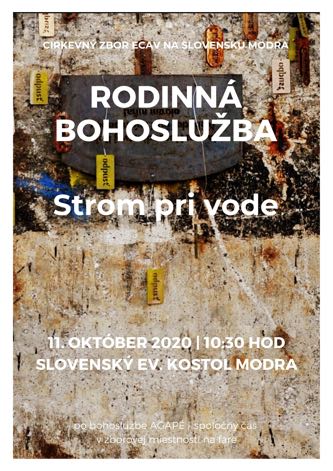 CIRKEVNÝ ZBOR ECAV NA SLOVENSKU MODRA
RODINNÁ
BOHOSLUŽBA
Strom pri vode
11. OKTÓBER 2020 | 10:30 HOD
SLOVENSKÝ EV. KOSTOL MODRA
po bohoslužbe AGAPÉ - spoločný čas
v zborovej miestnosti na fare